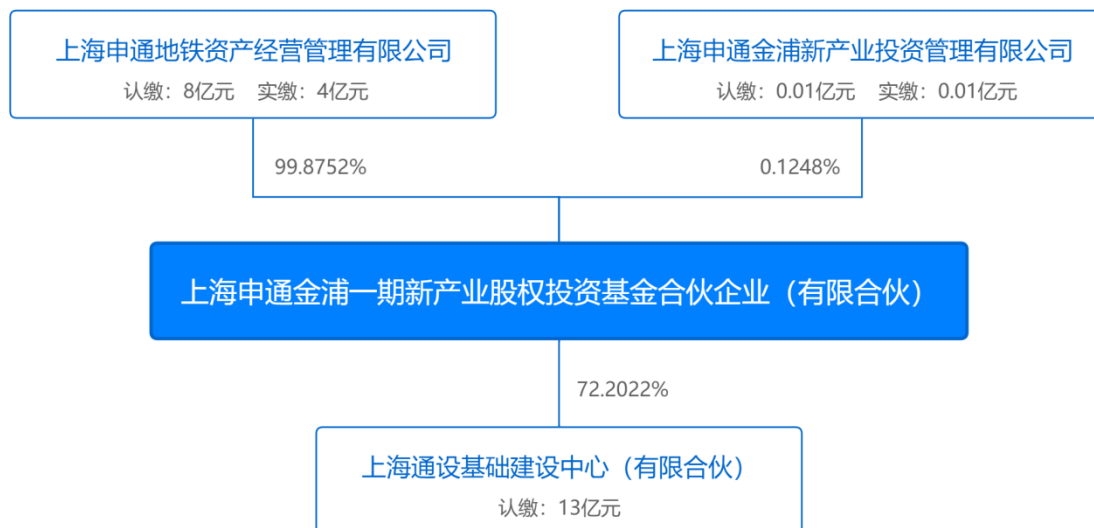 上海申通地铁资产经营管理有限公司
认缴：8亿元 实缴：4亿元
上海申通金浦新产业投资管理有限公司
认缴：0.01亿元 实缴：0.01亿元
99.8752%
0.1248%
上海申通金浦一期新产业股权投资基金合伙企业（有限合伙）
72.2022%
上海通设基础建设中心（有限合伙）
认缴：13亿元